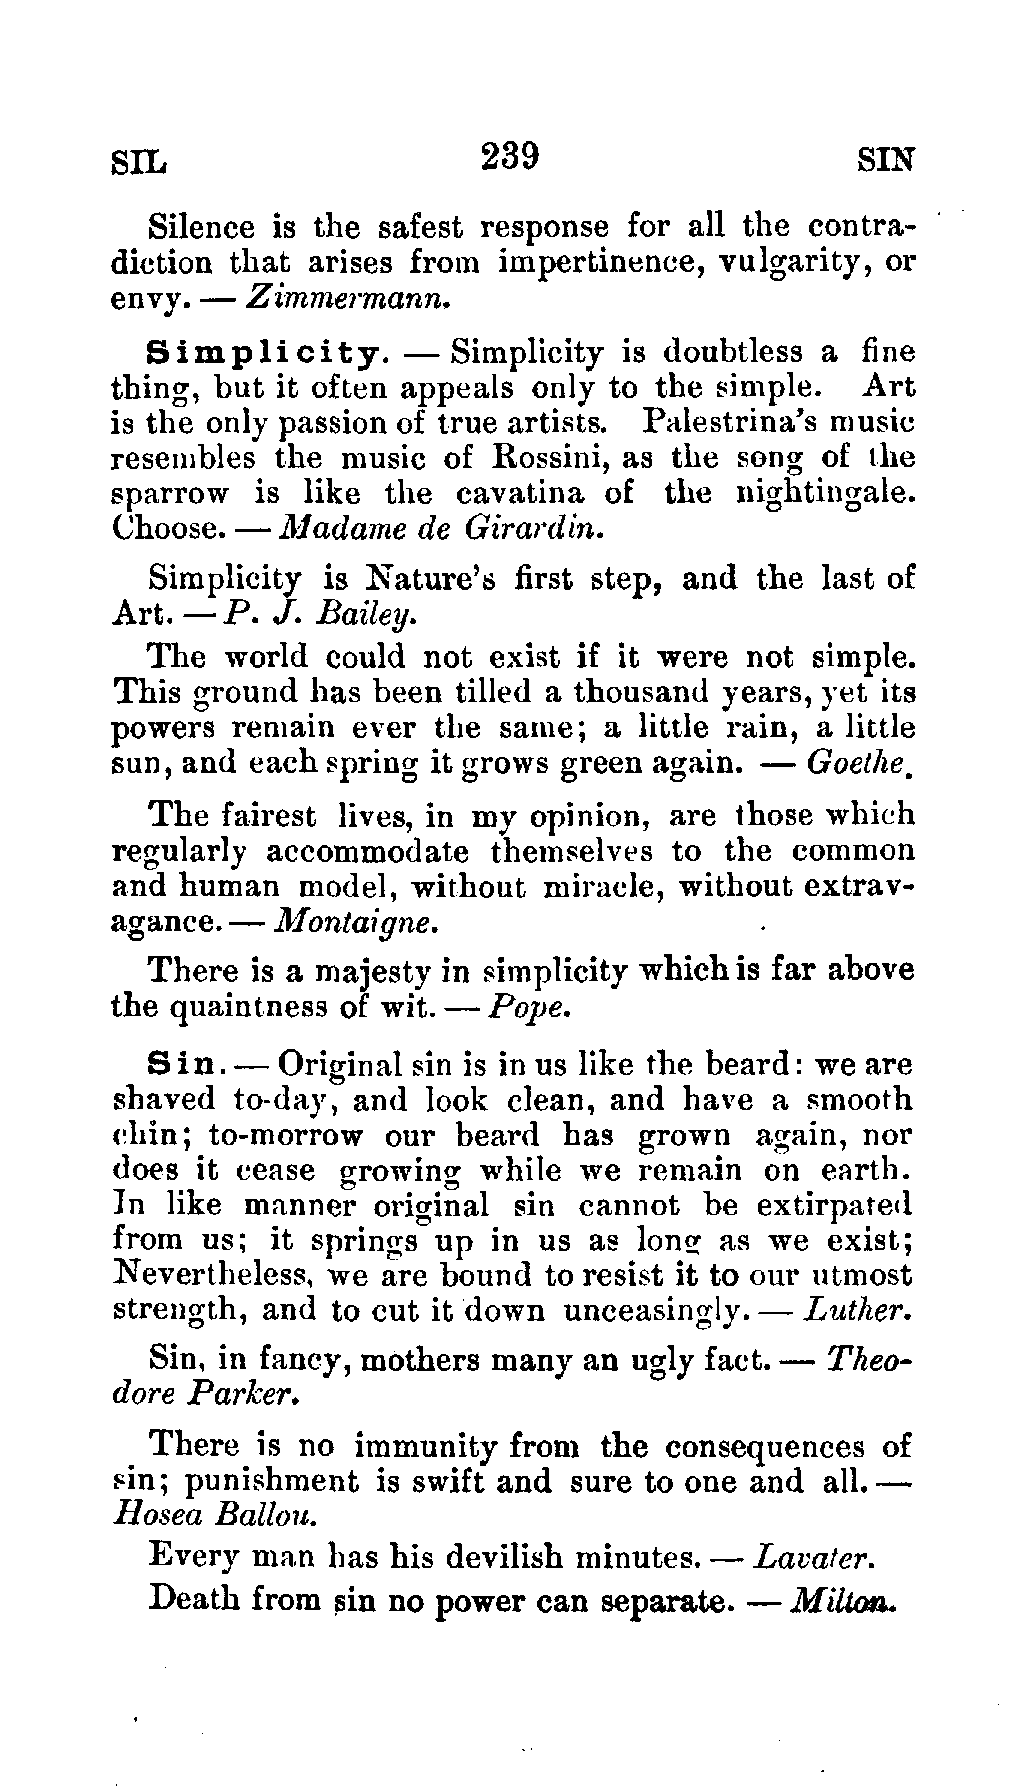 SIL 239 SIN
Silence is the safest response for all the contra-
diction that arises from impertinence, vulgarity, or
envy. — Zimmermann.
Simplicity. — Simplicity is doubtless a fine
thing, but it often appeals only to the simple. Art
is the only passion of true artists. Palestrina's music
resembles the music of Rossini, as the song of the
sparrow is like the cavatina of the nightingale.
Choose. — Madame de Girardin.
Simplicity is Nature's first step, and the last of
Art. — P. J. Bailey.
The world could not exist if it were not simple.
This ground has been tilled a thousand years, yet its
powers remain ever the same; a little rain, a little
sun, and each spring it grows green again. — Goethe.
The fairest lives, in my opinion, are those which
regularly accommodate themselves to the common
and human model, without miracle, without extrav-
agance. — Montaigne.
There is a majesty in simplicity which is far above
the quaintness of wit. — Pope.
Sin. — Original sin is in us like the beard: we are
shaved to-day, and look clean, and have a smooth
chin; to-morrow our beard has grown again, nor
does it cease growing while we remain on earth.
In like manner original sin cannot be extirpated
from us; it springs up in us as long as we exist;
Nevertheless, we are bound to resist it to our utmost
strength, and to cut it down unceasingly. — Luther.
Sin, in fancy, mothers many an ugly fact. — Theo-
dore Parker.
There is no immunity from the consequences of
sin; punishment is swift and sure to one and all. —
Hosea Ballou.
Every man has his devilish minutes. — Lavater.
Death from sin no power can separate. — Milton.